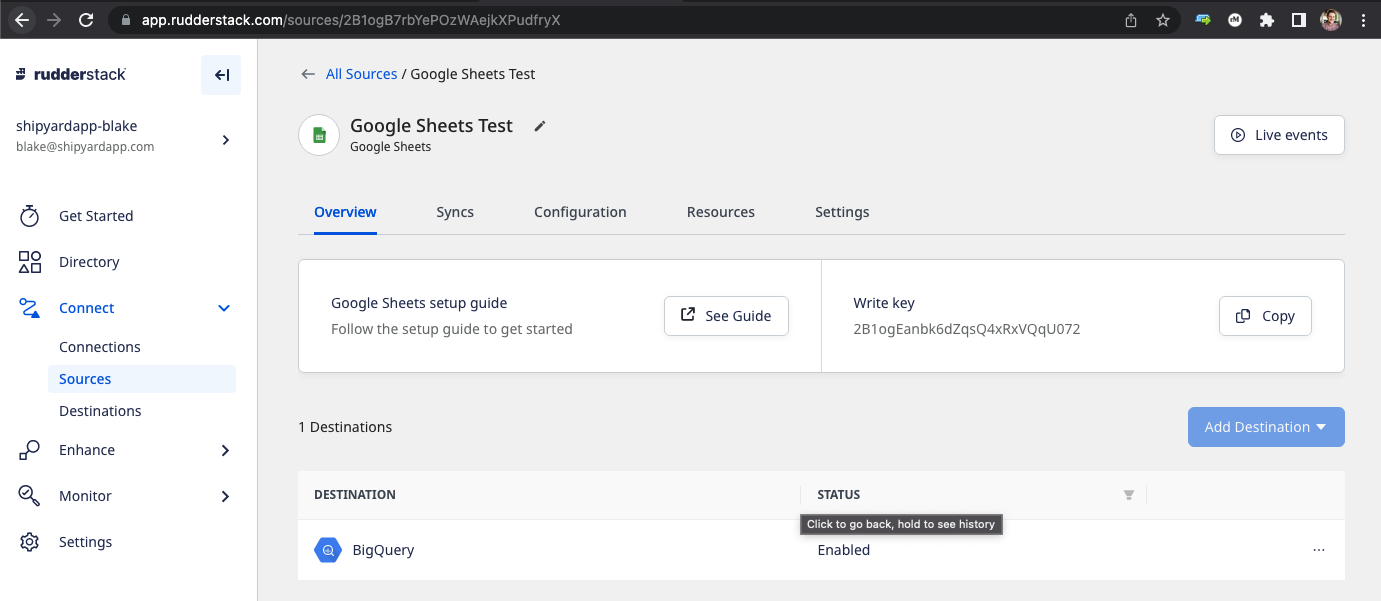 app.rudderstack.com/sources/2B1ogB7rbYePOzWAejkXPudfryX
rM
rudderstack
shipyardapp-blake
blake@shipyardapp.com
Get Started
Directory
Connect
Connections
Sources
Destinations
Enhance
Monitor
Settings
All Sources / Google Sheets Test
Google Sheets Test
Google Sheets
Live events
Overview Syncs Configuration Resources Settings
Google Sheets setup guide
Follow the setup guide to get started
See Guide
Write key
2B1ogEanbk6dZqsQ4xRxVQqU072
Copy
1 Destinations
Add Destination
DESTINATION STATUS
Click to go back, hold to see history
BigQuery Enabled